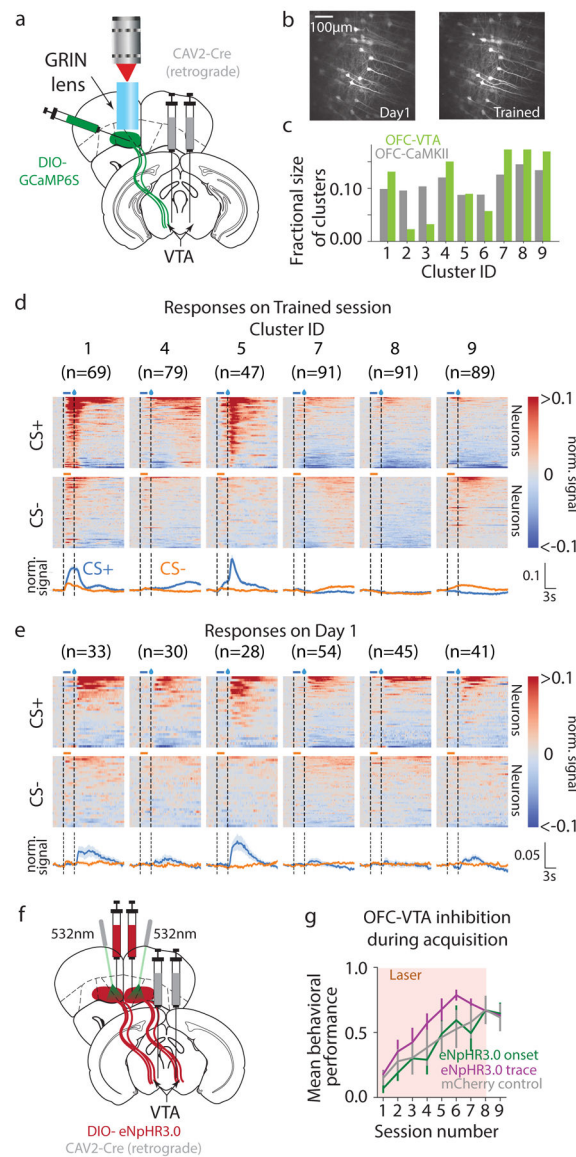 a
GRIN
lens
CAV2-Cre
(retrograde)
DIO-
GCaMP6S
VTA
b
100μm
Day1
Trained
c
OFC-VTA
OFC-CaMKII
Fractional size
of clusters
0.10
0.00
1 2 3 4 5 6 7 8 9
Cluster ID
d
Responses on Trained session
Cluster ID
1 4 5 7 8 9
(n=69) (n=79) (n=47) (n=91) (n=91) (n=89)
CS+
Neurons
CS-
Neurons
>0.1
0
<-0.1
norm. signal
norm.
signal
CS+
CS-
0.1
3s
e
Responses on Day 1
(n=33) (n=30) (n=28) (n=54) (n=45) (n=41)
CS+
Neurons
CS-
Neurons
>0.1
0
<-0.1
norm. signal
norm.
signal
0.05
3s
f
532nm
532nm
VTA
DIO- eNpHR3.0
CAV2-Cre (retrograde)
g
OFC-VTA inhibition
during acquisition
Mean behavioral
performance
1.0
0.5
0.0
Laser
eNpHR3.0 onset
eNpHR3.0 trace
mCherry control
1 2 3 4 5 6 7 8 9
Session number